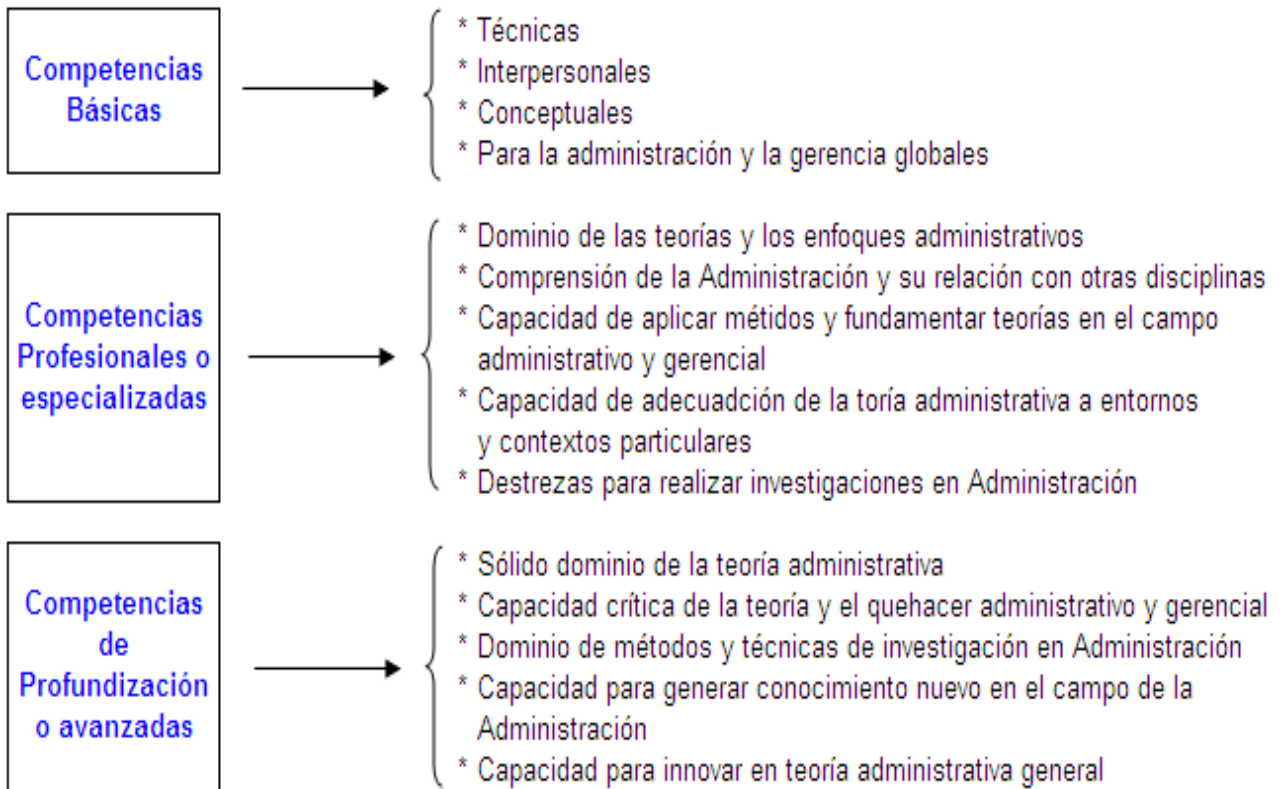 Competencias
Básicas
* Técnicas
* Interpersonales
* Conceptuales
* Para la administración y la gerencia globales
Competencias
Profesionales o
especializadas
* Dominio de las teorías y los enfoques administrativos
* Comprensión de la Administración y su relación con otras disciplinas
* Capacidad de aplicar métidos y fundamentar teorías en el campo
administrativo y gerencial
* Capacidad de adecuadción de la toría administrativa a entornos
y contextos particulares
* Destrezas para realizar investigaciones en Administración
Competencias
de
Profundización
o avanzadas
* Sólido dominio de la teoría administrativa
* Capacidad crítica de la teoría y el quehacer administrativo y gerencial
* Dominio de métodos y técnicas de investigación en Administración
* Capacidad para generar conocimiento nuevo en el campo de la
Administración
* Capacidad para innovar en teoría administrativa general